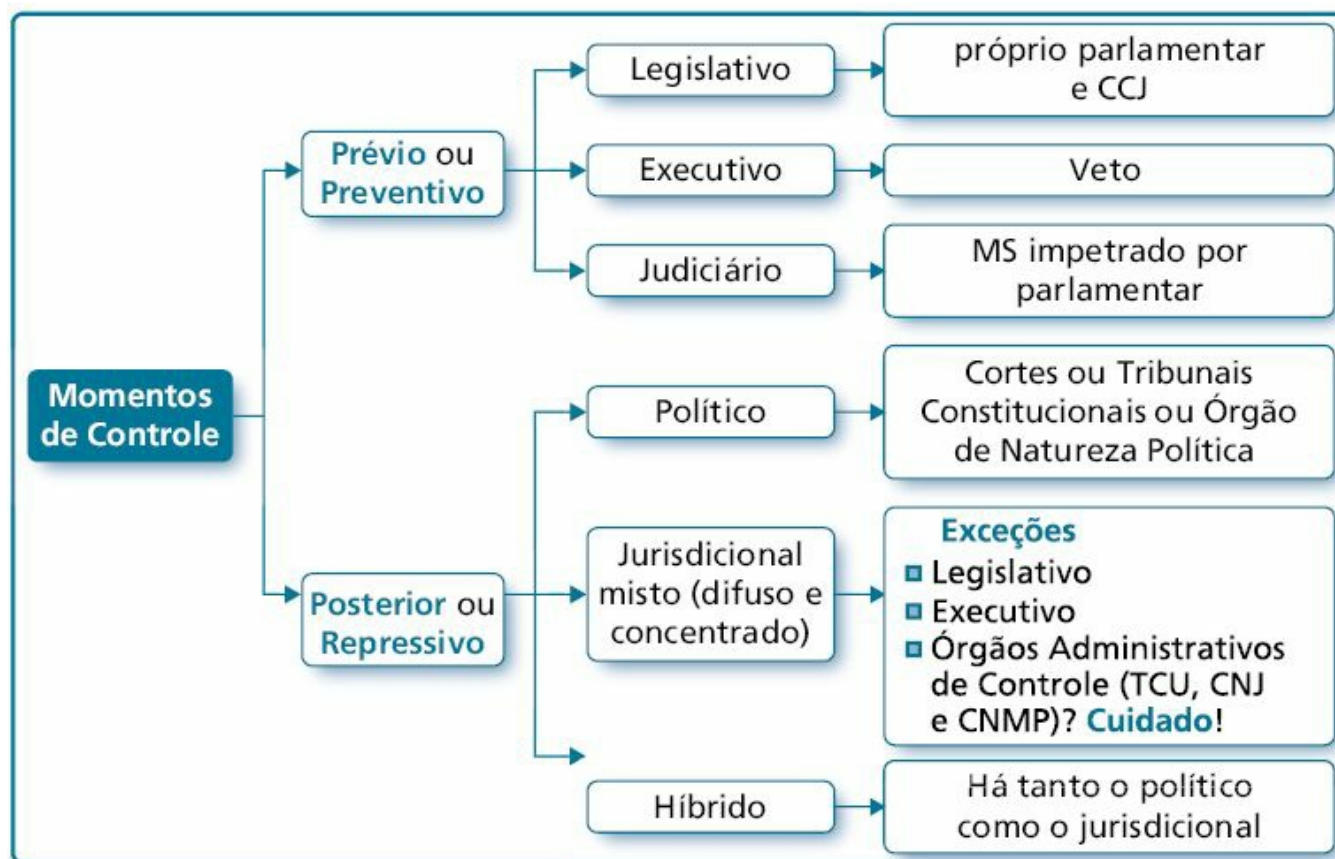 Momentos
de Controle
Prévio ou
Preventivo
Legislativo
próprio parlamentar
e CCJ
Executivo
Veto
Judiciário
MS impetrado por
parlamentar
Posterior ou
Repressivo
Político
Cortes ou Tribunais
Constitucionais ou Órgão
de Natureza Política
Jurisdicional
misto (difuso e
concentrado)
Exceções
Legislativo
Executivo
Órgãos Administrativos
de Controle (TCU, CNJ
e CNMP)? Cuidado!
Híbrido
Há tanto o político
como o jurisdicional